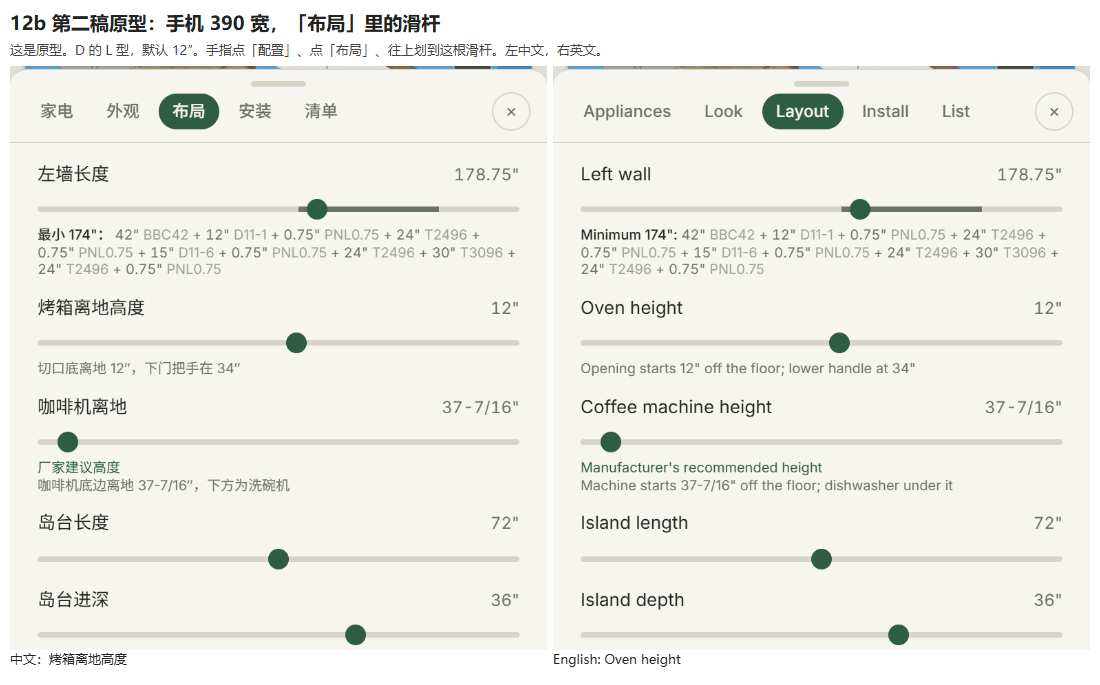 12b 第二稿原型：手机 390 宽，「布局」里的滑杆
这是原型。D 的 L 型，默认 12″。手指点「配置」、点「布局」、往上划到这根滑杆。左中文，右英文。
家电 外观 布局 安装 清单 ×
左墙长度 178.75"
最小 174"： 42" BBC42 + 12" D11-1 + 0.75" PNL0.75 + 24" T2496 +
0.75" PNL0.75 + 15" D11-6 + 0.75" PNL0.75 + 24" T2496 + 30" T3096 +
24" T2496 + 0.75" PNL0.75
烤箱离地高度 12"
切口底离地 12″，下门把手在 34″
咖啡机离地 37-7/16"
厂家建议高度
咖啡机底边离地 37-7/16″，下方为洗碗机
岛台长度 72"
岛台进深 36"
中文：烤箱离地高度
Appliances Look Layout Install List ×
Left wall 178.75"
Minimum 174": 42" BBC42 + 12" D11-1 + 0.75" PNL0.75 + 24" T2496 +
0.75" PNL0.75 + 15" D11-6 + 0.75" PNL0.75 + 24" T2496 + 30" T3096 +
24" T2496 + 0.75" PNL0.75
Oven height 12"
Opening starts 12" off the floor; lower handle at 34"
Coffee machine height 37-7/16"
Manufacturer's recommended height
Machine starts 37-7/16" off the floor; dishwasher under it
Island length 72"
Island depth 36"
English: Oven height